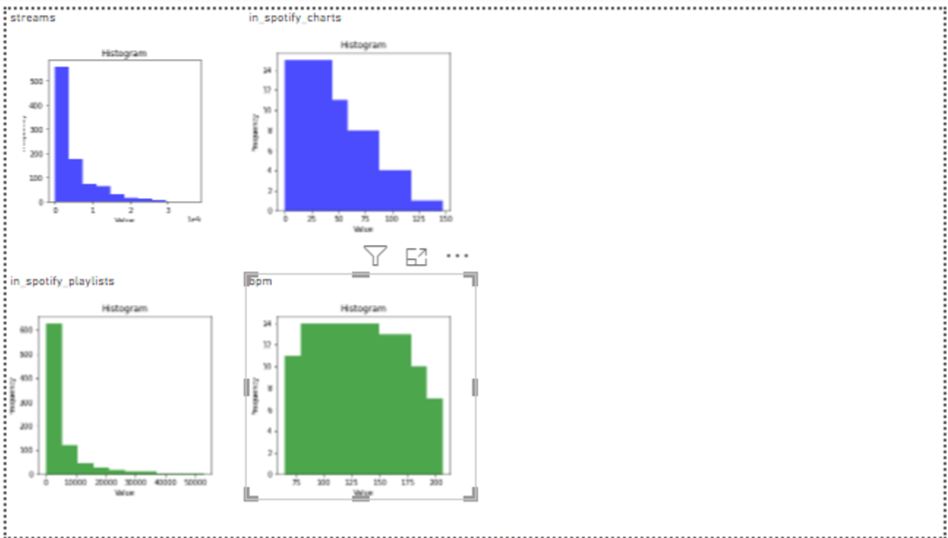 streams
in_spotify_charts
Histogram
500
400
300
200
100
0
0 1 2 3
Value
Histogram
Frequency
14
12
10
8
6
4
2
0
0 25 50 75 100 125 150
Value
in_spotify_playlists
Histogram
Frequency
600
500
400
300
200
100
0
0 10000 20000 30000 40000 50000
Value
bpm
Histogram
Frequency
14
12
10
8
6
4
2
0
75 100 125 150 175 200
Value